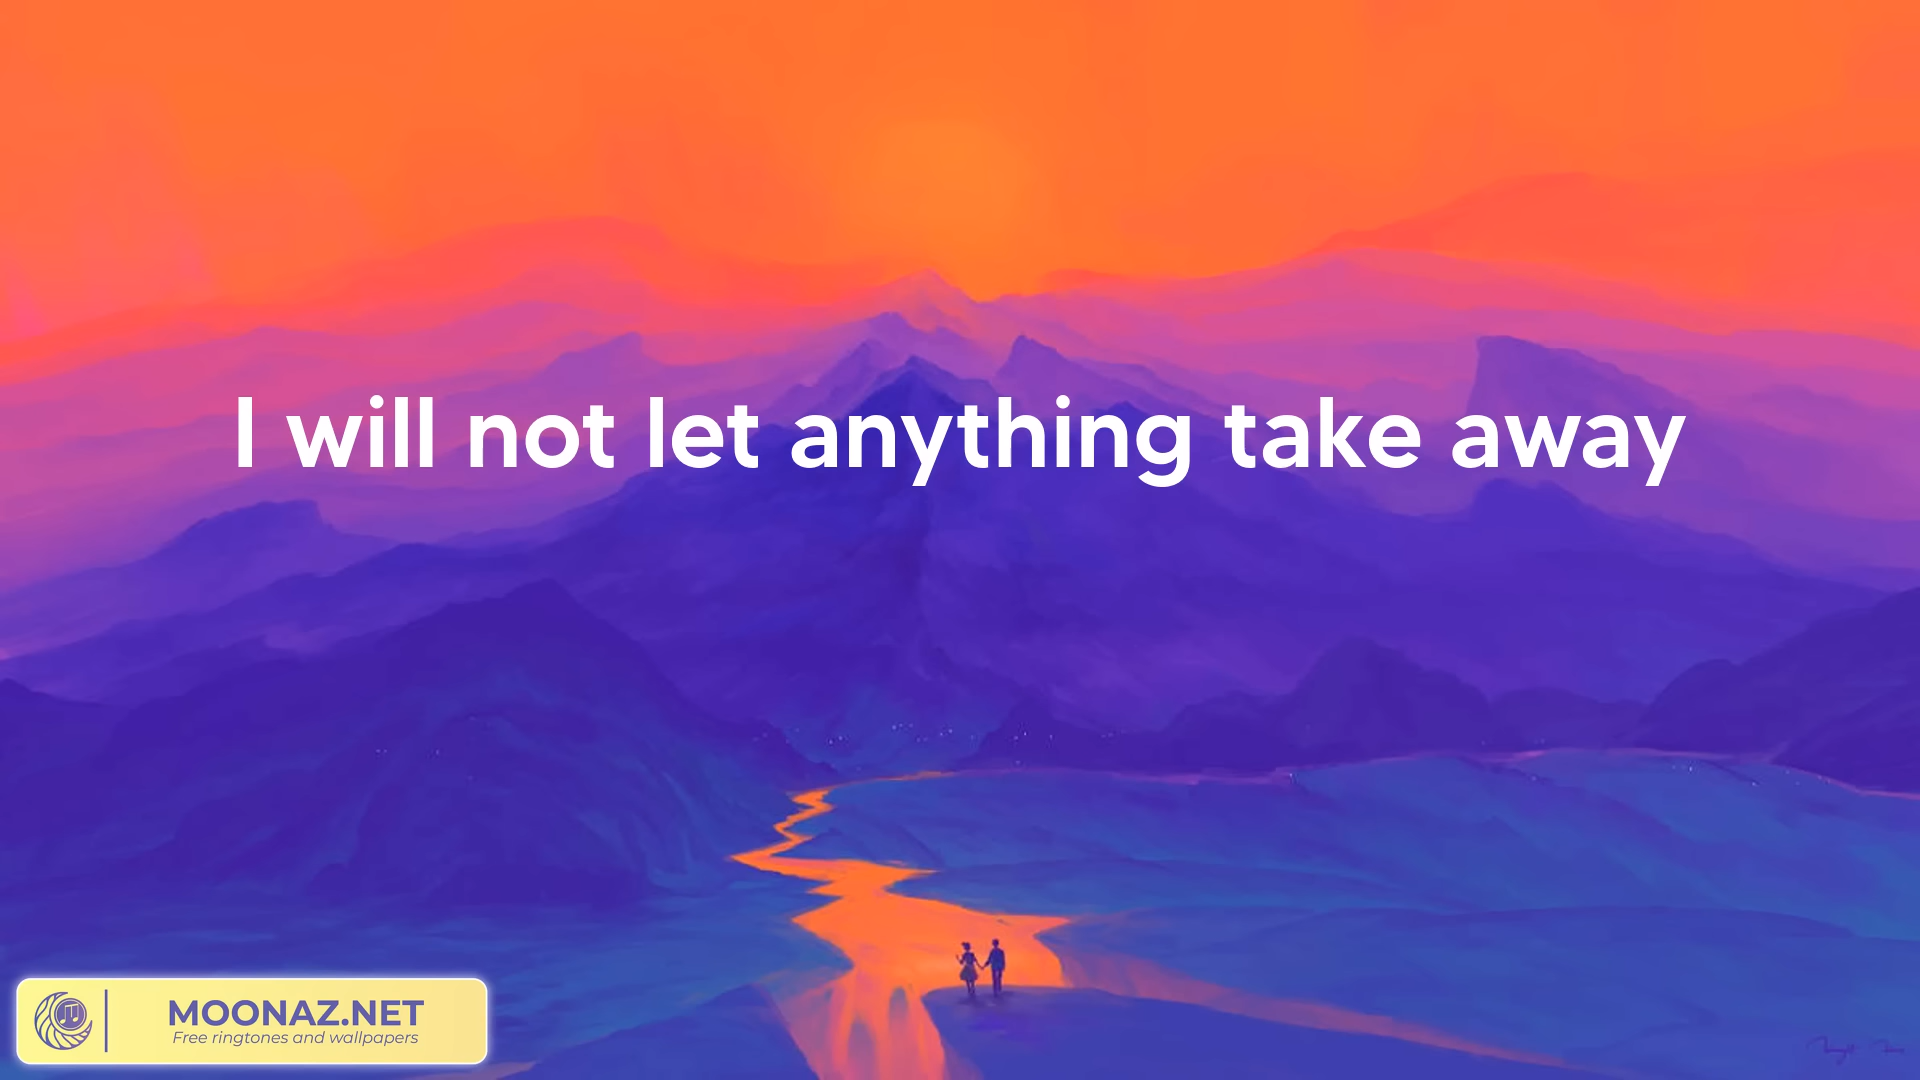 I will not let anything take away
MOONAZ.NET
Free ringtones and wallpapers